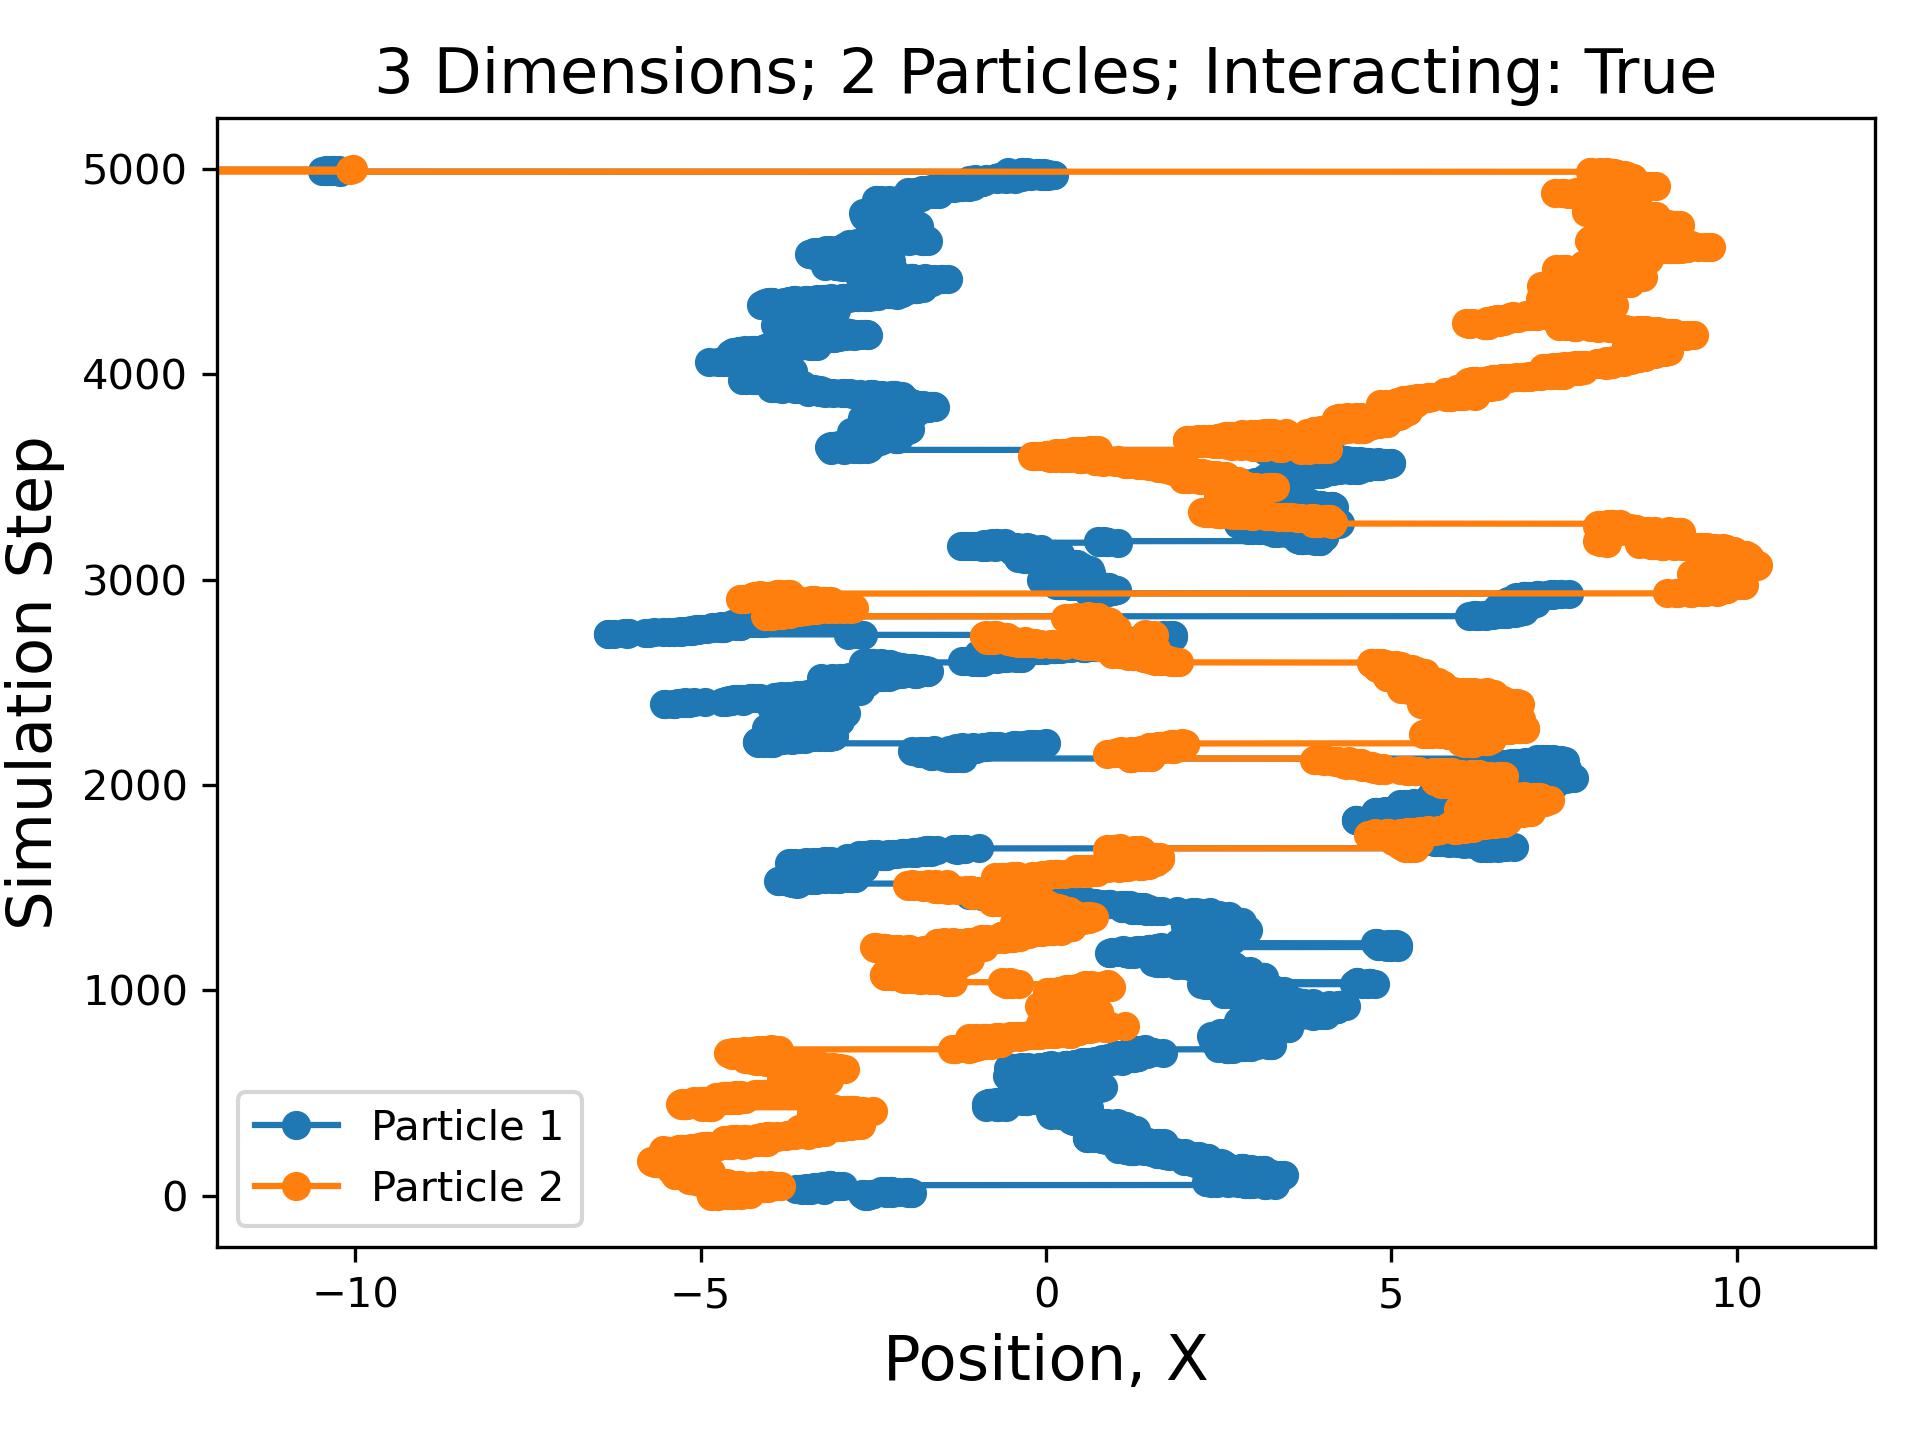 3 Dimensions; 2 Particles; Interacting: True
Simulation Step
5000
4000
3000
2000
1000
0
Particle 1
Particle 2
−10
−5
0
5
10
Position, X